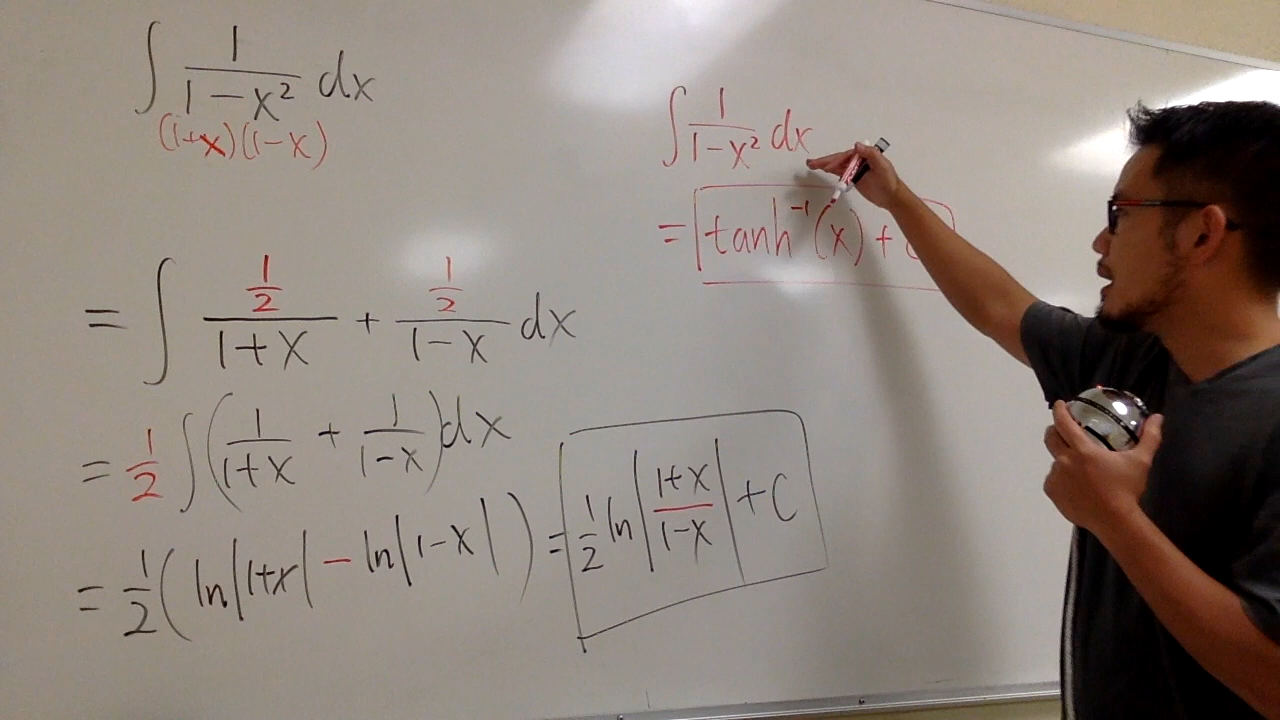 ∫ 1/(1-x²) dx
(1+x)(1-x)
= ∫ (1/2)/(1+x) + (1/2)/(1-x) dx
= 1/2 ∫ (1/(1+x) + 1/(1-x)) dx
= 1/2 ( ln|1+x| - ln|1-x| ) = 1/2 ln |(1+x)/(1-x)| + C
∫ 1/(1-x²) dx
= tanh⁻¹(x) +